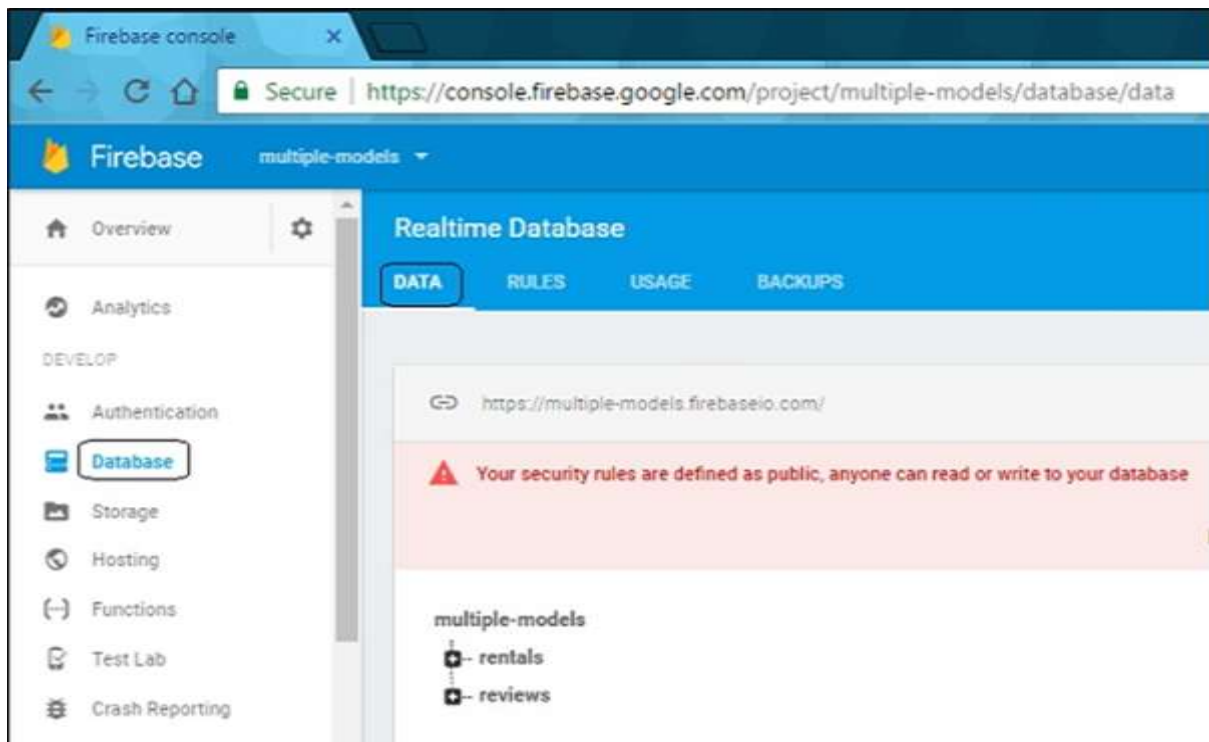 Firebase console
Secure https://console.firebase.google.com/project/multiple-models/database/data
Firebase multiple-models
Overview
Analytics
DEVELOP
Authentication
Database
Storage
Hosting
Functions
Test Lab
Crash Reporting
Realtime Database
DATA RULES USAGE BACKUPS
https://multiple-models.firebaseio.com/
Your security rules are defined as public, anyone can read or write to your database
multiple-models
rentals
reviews